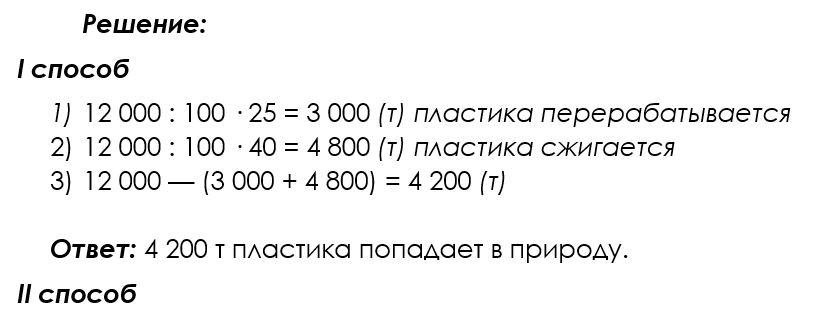 Решение:
I способ
1) 12 000 : 100 · 25 = 3 000 (т) пластика перерабатывается
2) 12 000 : 100 · 40 = 4 800 (т) пластика сжигается
3) 12 000 — (3 000 + 4 800) = 4 200 (т)
Ответ: 4 200 т пластика попадает в природу.
II способ